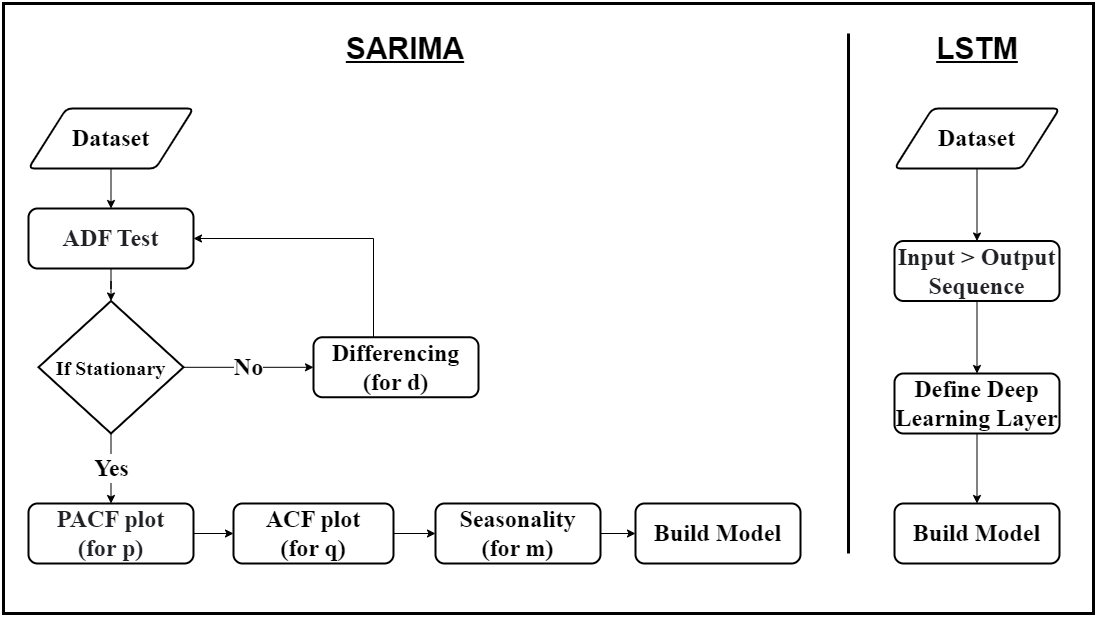 SARIMA
Dataset
ADF Test
If Stationary
No
Differencing
(for d)
Yes
PACF plot
(for p)
ACF plot
(for q)
Seasonality
(for m)
Build Model
LSTM
Dataset
Input > Output
Sequence
Define Deep
Learning Layer
Build Model